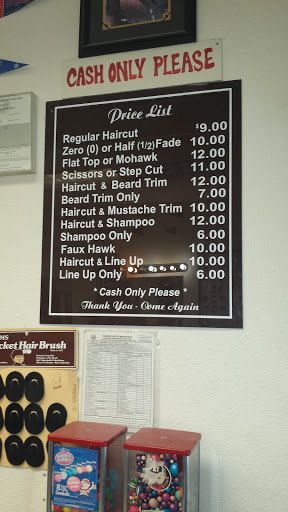 CASH ONLY PLEASE
Price List
Regular Haircut $9.00
Zero (0) or Half (1/2) Fade 10.00
Flat Top or Mohawk 12.00
Scissors or Step Cut 11.00
Haircut & Beard Trim 12.00
Beard Trim Only 7.00
Haircut & Mustache Trim 10.00
Haircut & Shampoo 12.00
Shampoo Only 6.00
Faux Hawk 10.00
Haircut & Line Up 10.00
Line Up Only 6.00
* Cash Only Please *
Thank You - Come Again
cket Hair Brush